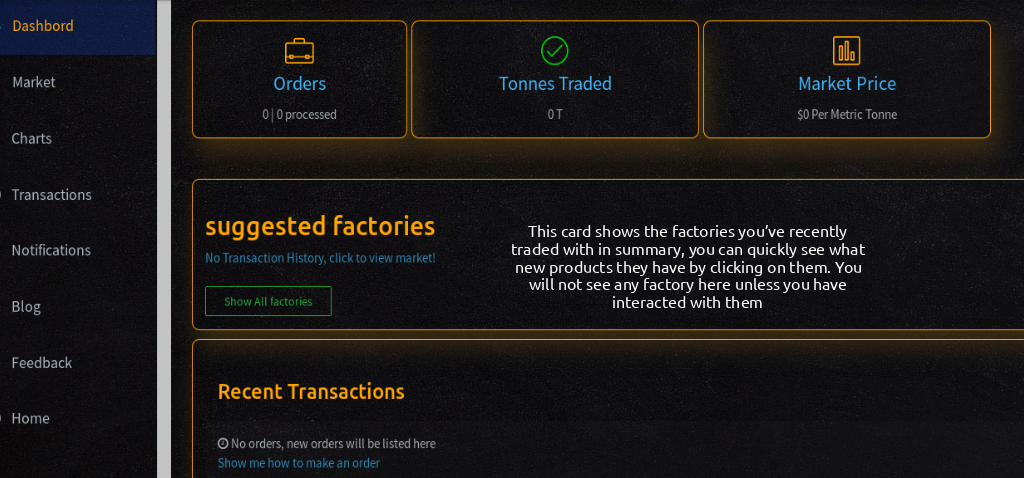 Dashbord
Market
Charts
Transactions
Notifications
Blog
Feedback
Home
Orders
0 | 0 processed
Tonnes Traded
0 T
Market Price
$0 Per Metric Tonne
suggested factories
No Transaction History, click to view market!
Show All factories
This card shows the factories you’ve recently
traded with in summary, you can quickly see what
new products they have by clicking on them. You
will not see any factory here unless you have
interacted with them
Recent Transactions
No orders, new orders will be listed here
Show me how to make an order